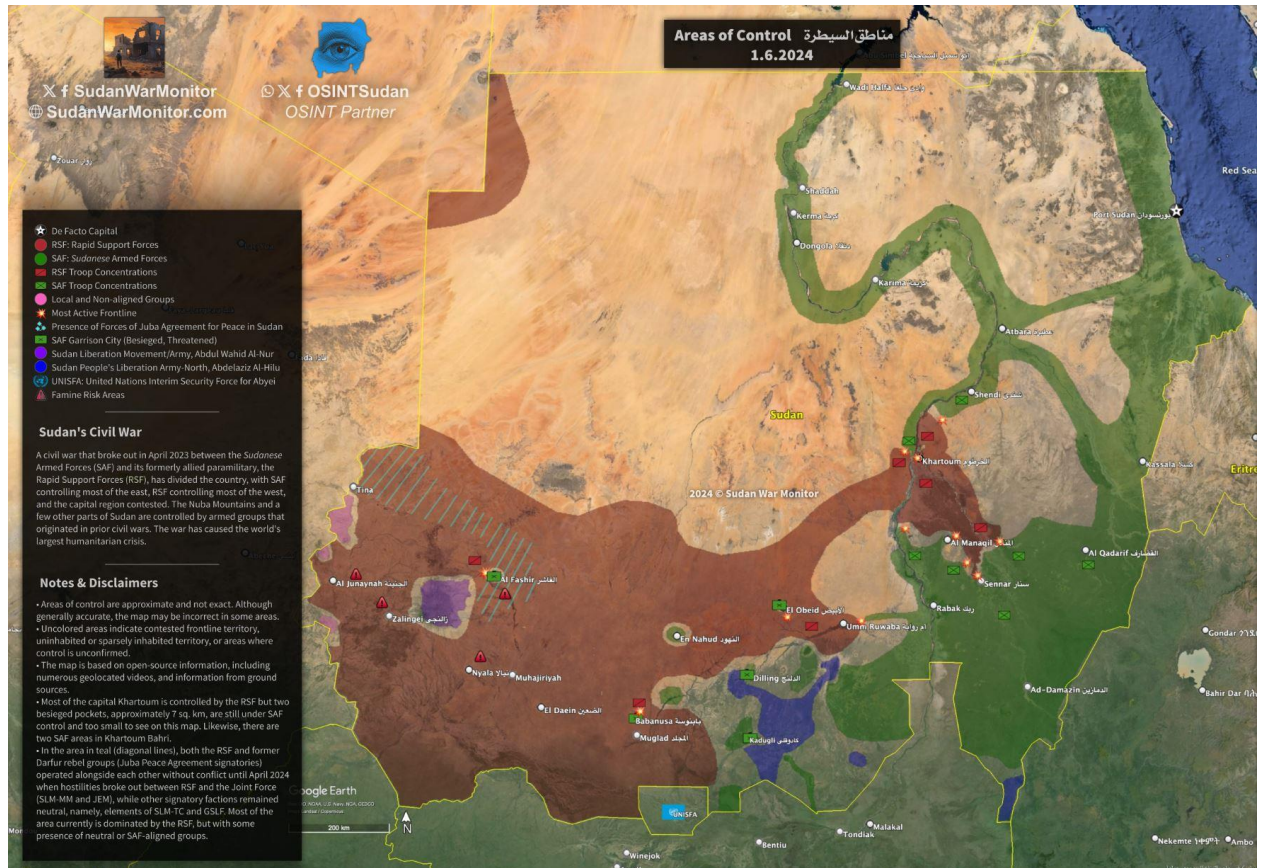 SudanWarMonitor
SudanWarMonitor.com
OSINTSudan
OSINT Partner
Areas of Control مناطق السيطرة
1.6.2024
Zouar
Wadi Halfa وادي حلفا
Red Sea
Shaddah
Kerma كرمة
Dongola دنقلا
Karima كريمة
Port Sudan بورتسودان
Atbara عطبرة
Shendi شندي
De Facto Capital
RSF: Rapid Support Forces
SAF: Sudanese Armed Forces
RSF Troop Concentrations
SAF Troop Concentrations
Local and Non-aligned Groups
Most Active Frontline
Presence of Forces of Juba Agreement for Peace in Sudan
SAF Garrison City (Besieged, Threatened)
Sudan Liberation Movement/Army, Abdul Wahid Al-Nur
Sudan People's Liberation Army-North, Abdelaziz Al-Hilu
UNISFA: United Nations Interim Security Force for Abyei
Famine Risk Areas
Sudan's Civil War
A civil war that broke out in April 2023 between the Sudanese
Armed Forces (SAF) and its formerly allied paramilitary, the
Rapid Support Forces (RSF), has divided the country, with SAF
controlling most of the east, RSF controlling most of the west,
and the capital region contested. The Nuba Mountains and a
few other parts of Sudan are controlled by armed groups that
originated in prior civil wars. The war has caused the world's
largest humanitarian crisis.
Notes & Disclaimers
• Areas of control are approximate and not exact. Although
generally accurate, the map may be incorrect in some areas.
• Uncolored areas indicate contested frontline territory,
uninhabited or sparsely inhabited territory, or areas where
control is unconfirmed.
• The map is based on open-source information, including
numerous geolocated videos, and information from ground
sources.
• Most of the capital Khartoum is controlled by the RSF but two
besieged pockets, approximately 7 sq. km, are still under SAF
control and too small to see on this map. Likewise, there are
two SAF areas in Khartoum Bahri.
• In the area in teal (diagonal lines), both the RSF and former
Darfur rebel groups (Juba Peace Agreement signatories)
operated alongside each other without conflict until April 2024
when hostilities broke out between RSF and the Joint Force
(SLM-MM and JEM), while other signatory factions remained
neutral, namely, elements of SLM-TC and GSLF. Most of the
area currently is dominated by the RSF, but with some
presence of neutral or SAF-aligned groups.
Sudan
Khartoum الخرطوم
Kassala كسلا
Eritre
2024 © Sudan War Monitor
Tina
Al Manaqil المناقل
Al Qadarif القضارف
Al Junaynah الجنينة
Al Fashir الفاشر
Sennar سنار
Zalingei زالنجي
El Obeid الابيض
Rabak ربك
Umm Ruwaba ام روابة
En Nahud النهود
Gondar
Nyala نيالا
Muhajiriyah
Dilling الدلنج
Ad-Damazin الدمازين
Bahir Dar
El Daein الضعين
Babanusa بابنوسة
Muglad المجلد
Kadugli كادوقلي
Google Earth
200 km
N
UNISFA
Malakal
Tondiak
Bentiu
Winejok
Nekemte ነቀምት
Ambo